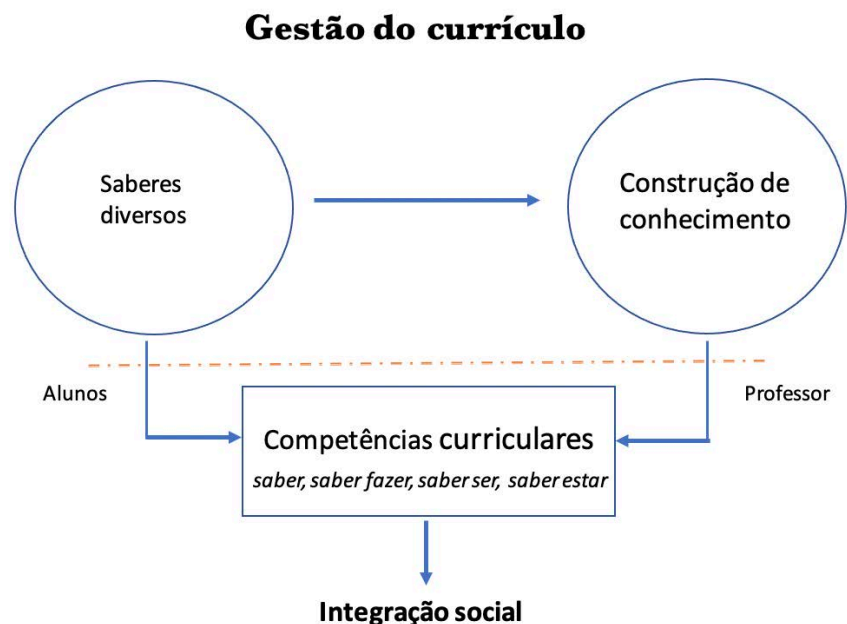 Gestão do currículo
Saberes
diversos
Construção de
conhecimento
Alunos
Professor
Competências curriculares
saber, saber fazer, saber ser, saber estar
Integração social